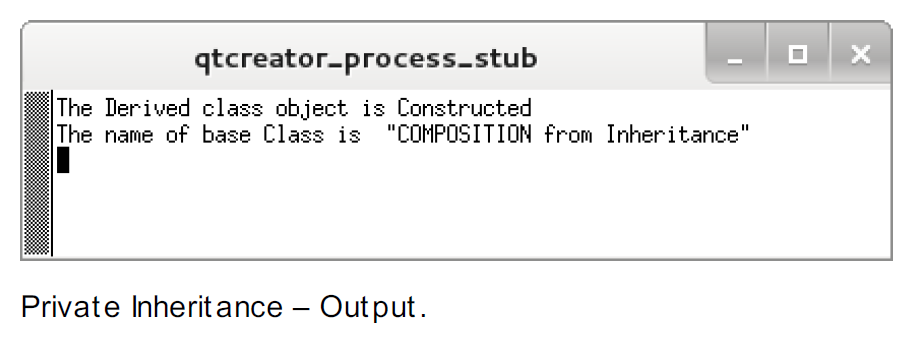 qtcreator_process_stub
The Derived class object is Constructed
The name of base Class is  "COMPOSITION from Inheritance"
Private Inheritance – Output.